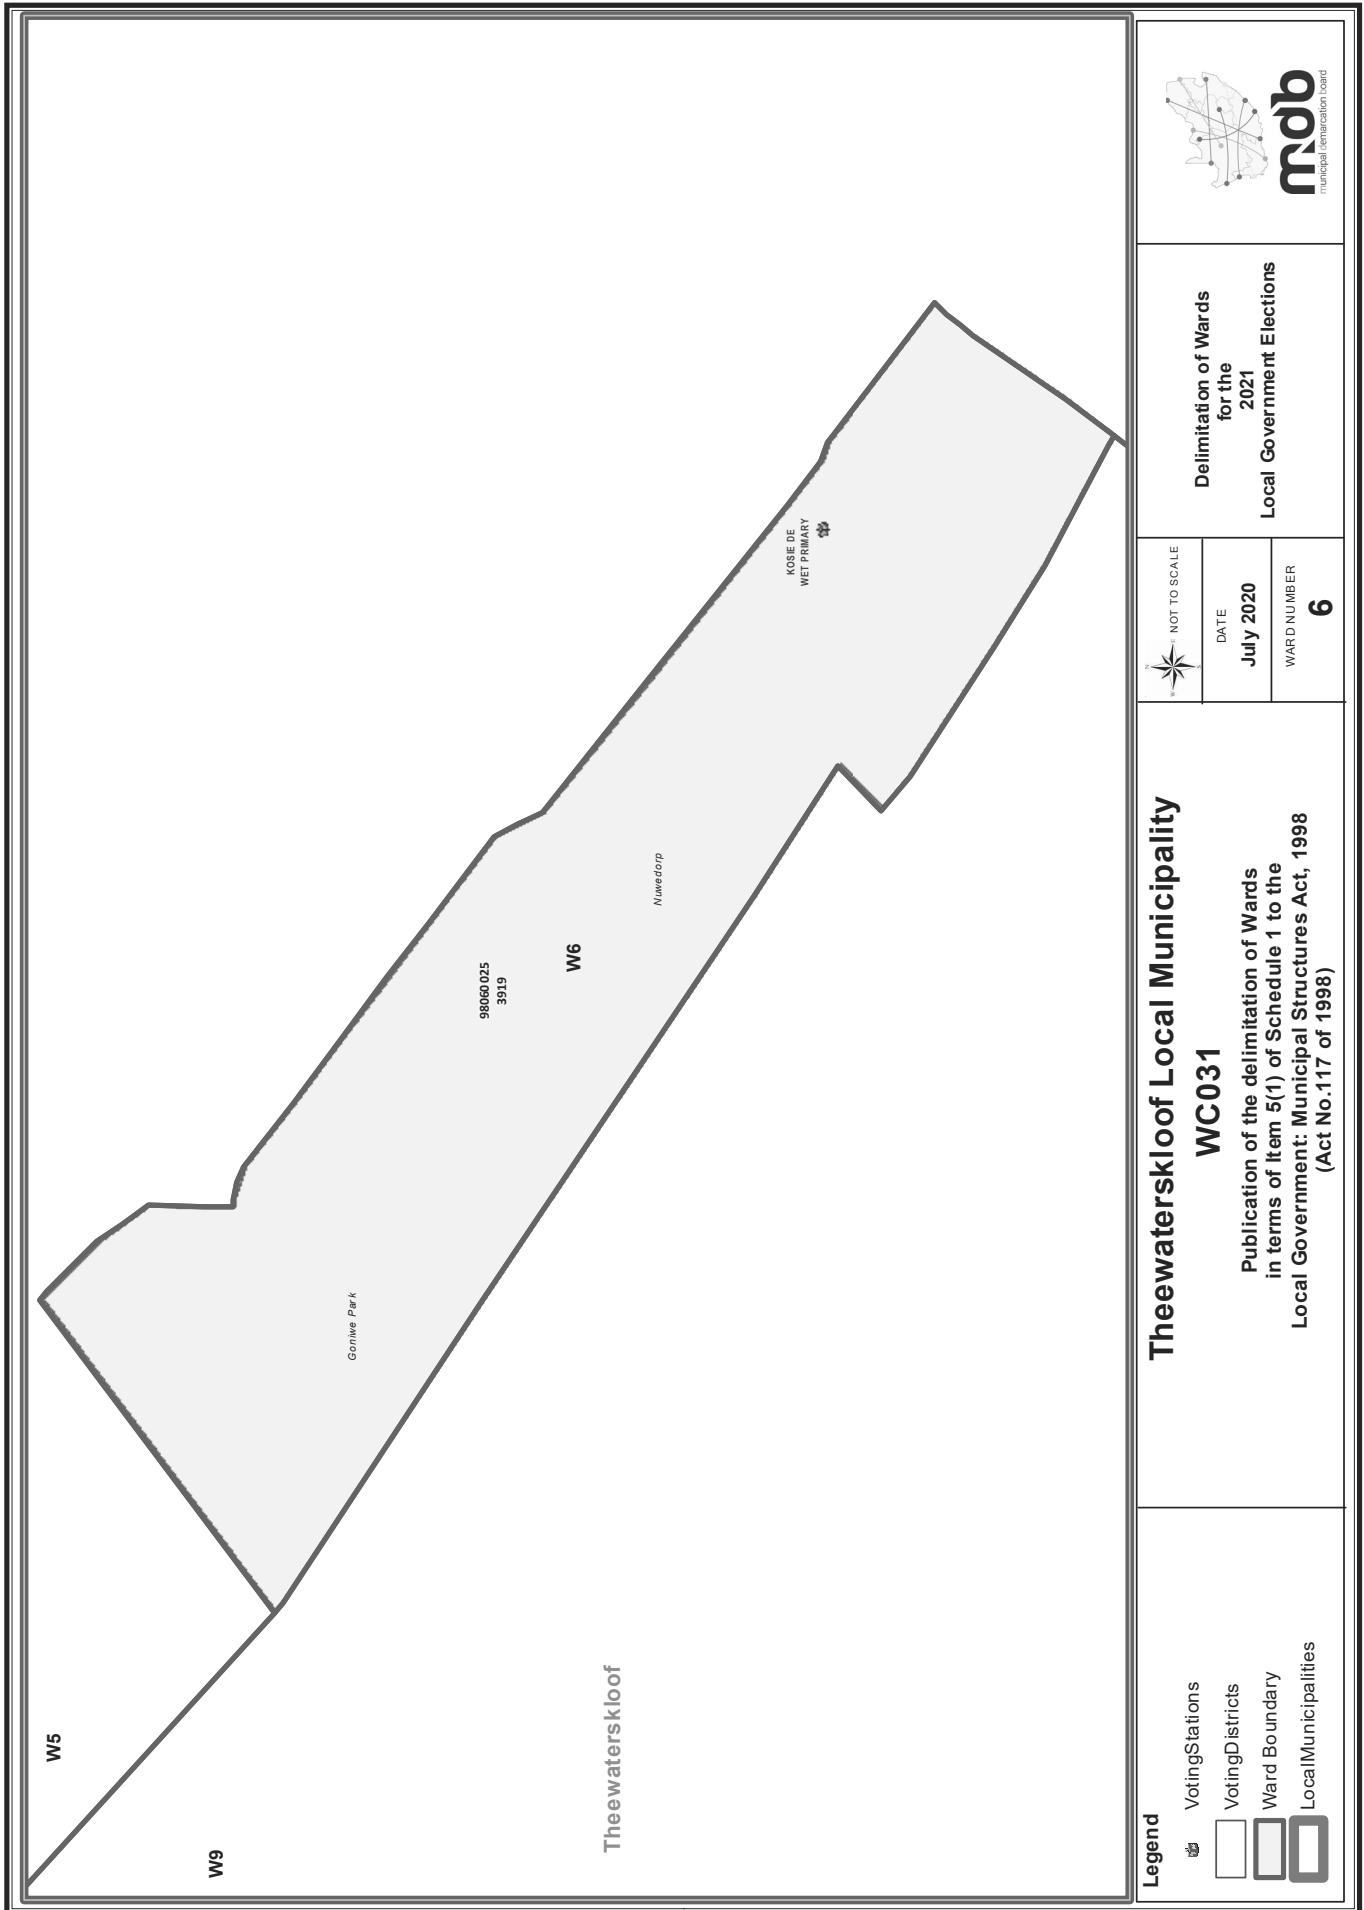 W5
W9
Theewaterskloof
Goniwe Park
98060025
3919
W6
Nuwedorp
KOSIE DE
WET PRIMARY
Legend
VotingStations
VotingDistricts
Ward Boundary
LocalMunicipalities
Theewaterskloof Local Municipality
WC031
Publication of the delimitation of Wards
in terms of Item 5(1) of Schedule 1 to the
Local Government: Municipal Structures Act, 1998
(Act No.117 of 1998)
N
W
E
S
NOT TO SCALE
DATE
July 2020
WARD NUMBER
6
Delimitation of Wards
for the
2021
Local Government Elections
mdb
municipal demarcation board